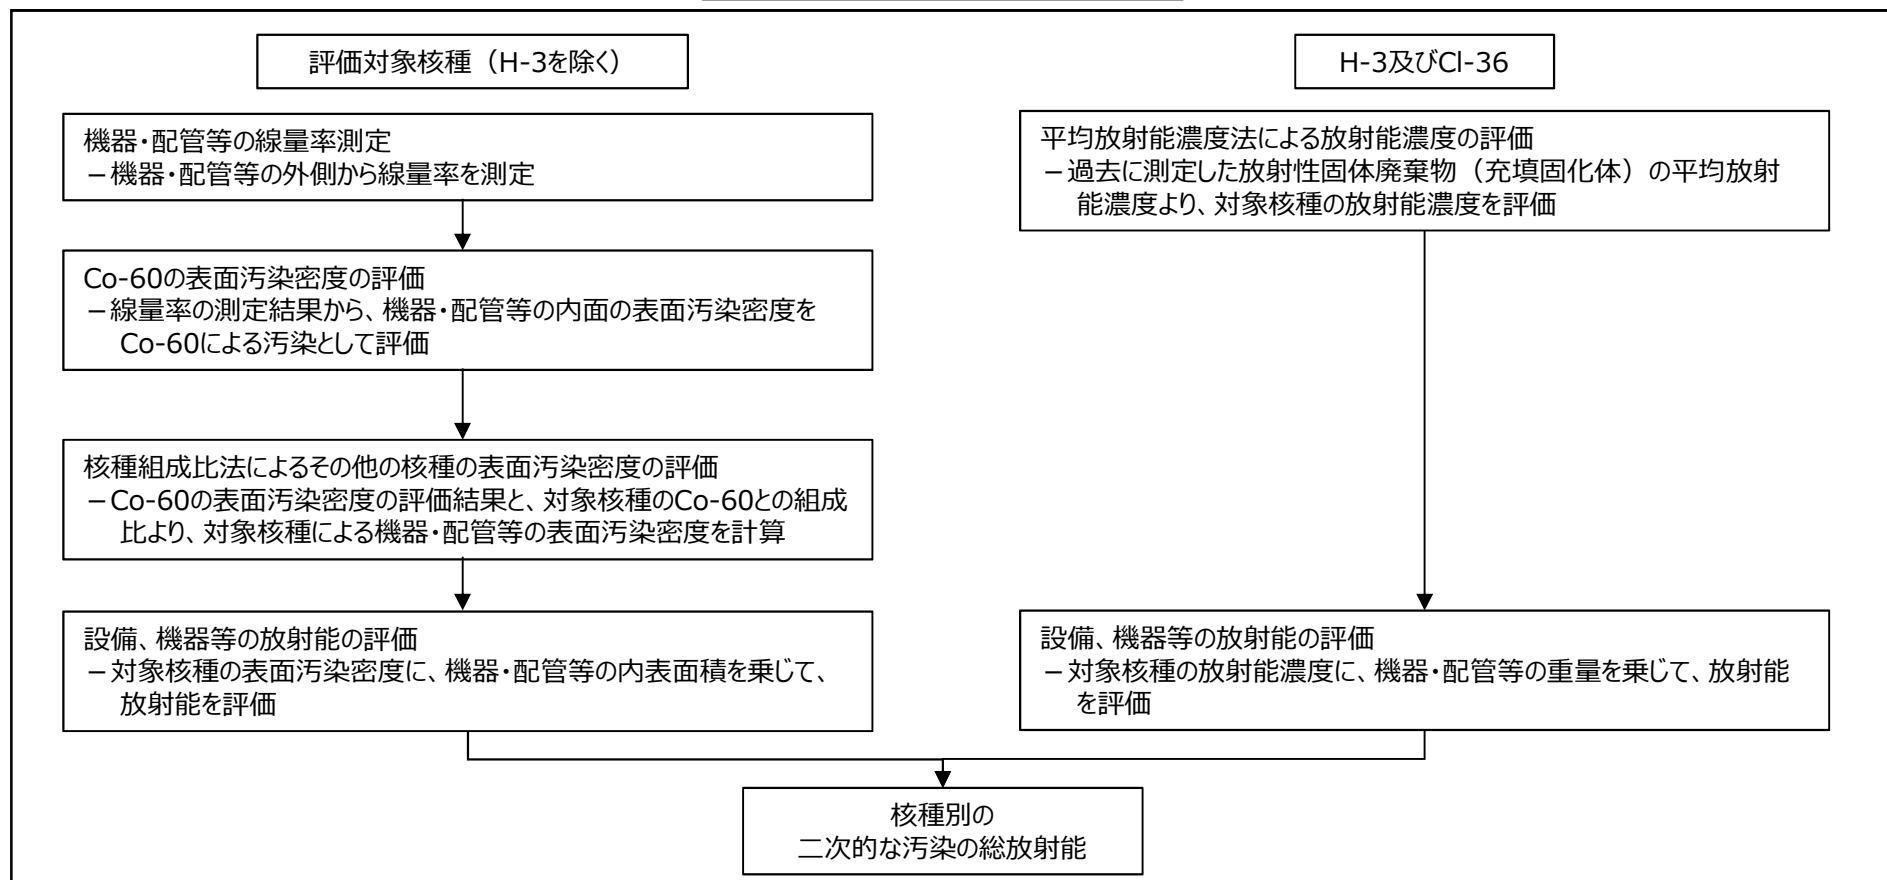 評価対象核種（H-3を除く）
機器・配管等の線量率測定
－機器・配管等の外側から線量率を測定
Co-60の表面汚染密度の評価
－線量率の測定結果から、機器・配管等の内面の表面汚染密度を
Co-60による汚染として評価
核種組成比法によるその他の核種の表面汚染密度の評価
－Co-60の表面汚染密度の評価結果と、対象核種のCo-60との組成
比より、対象核種による機器・配管等の表面汚染密度を計算
設備、機器等の放射能の評価
－対象核種の表面汚染密度に、機器・配管等の内表面積を乗じて、
放射能を評価
H-3及びCl-36
平均放射能濃度法による放射能濃度の評価
－過去に測定した放射性固体廃棄物（充填固化体）の平均放射
能濃度より、対象核種の放射能濃度を評価
設備、機器等の放射能の評価
－対象核種の放射能濃度に、機器・配管等の重量を乗じて、放射能
を評価
核種別の
二次的な汚染の総放射能